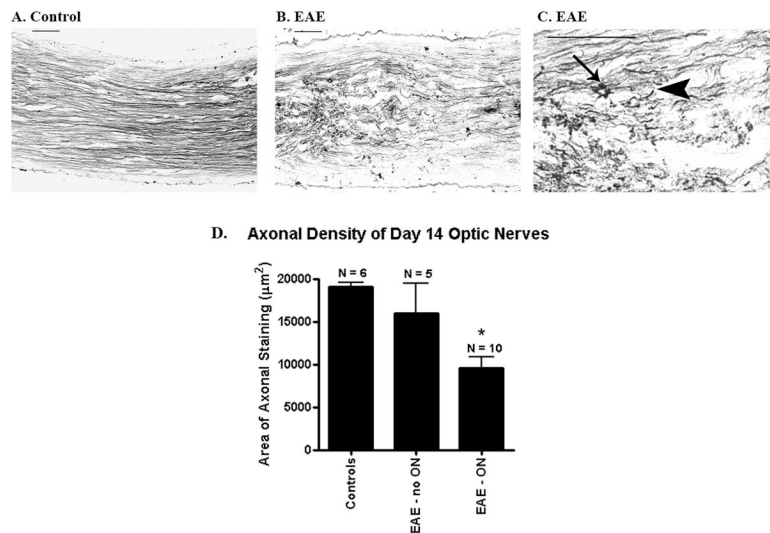 A. Control
B. EAE
C. EAE
D. Axonal Density of Day 14 Optic Nerves
Area of Axonal Staining (µm²)
20000
15000
10000
5000
0
N = 6
N = 5
*
N = 10
Controls
EAE - no ON
EAE - ON